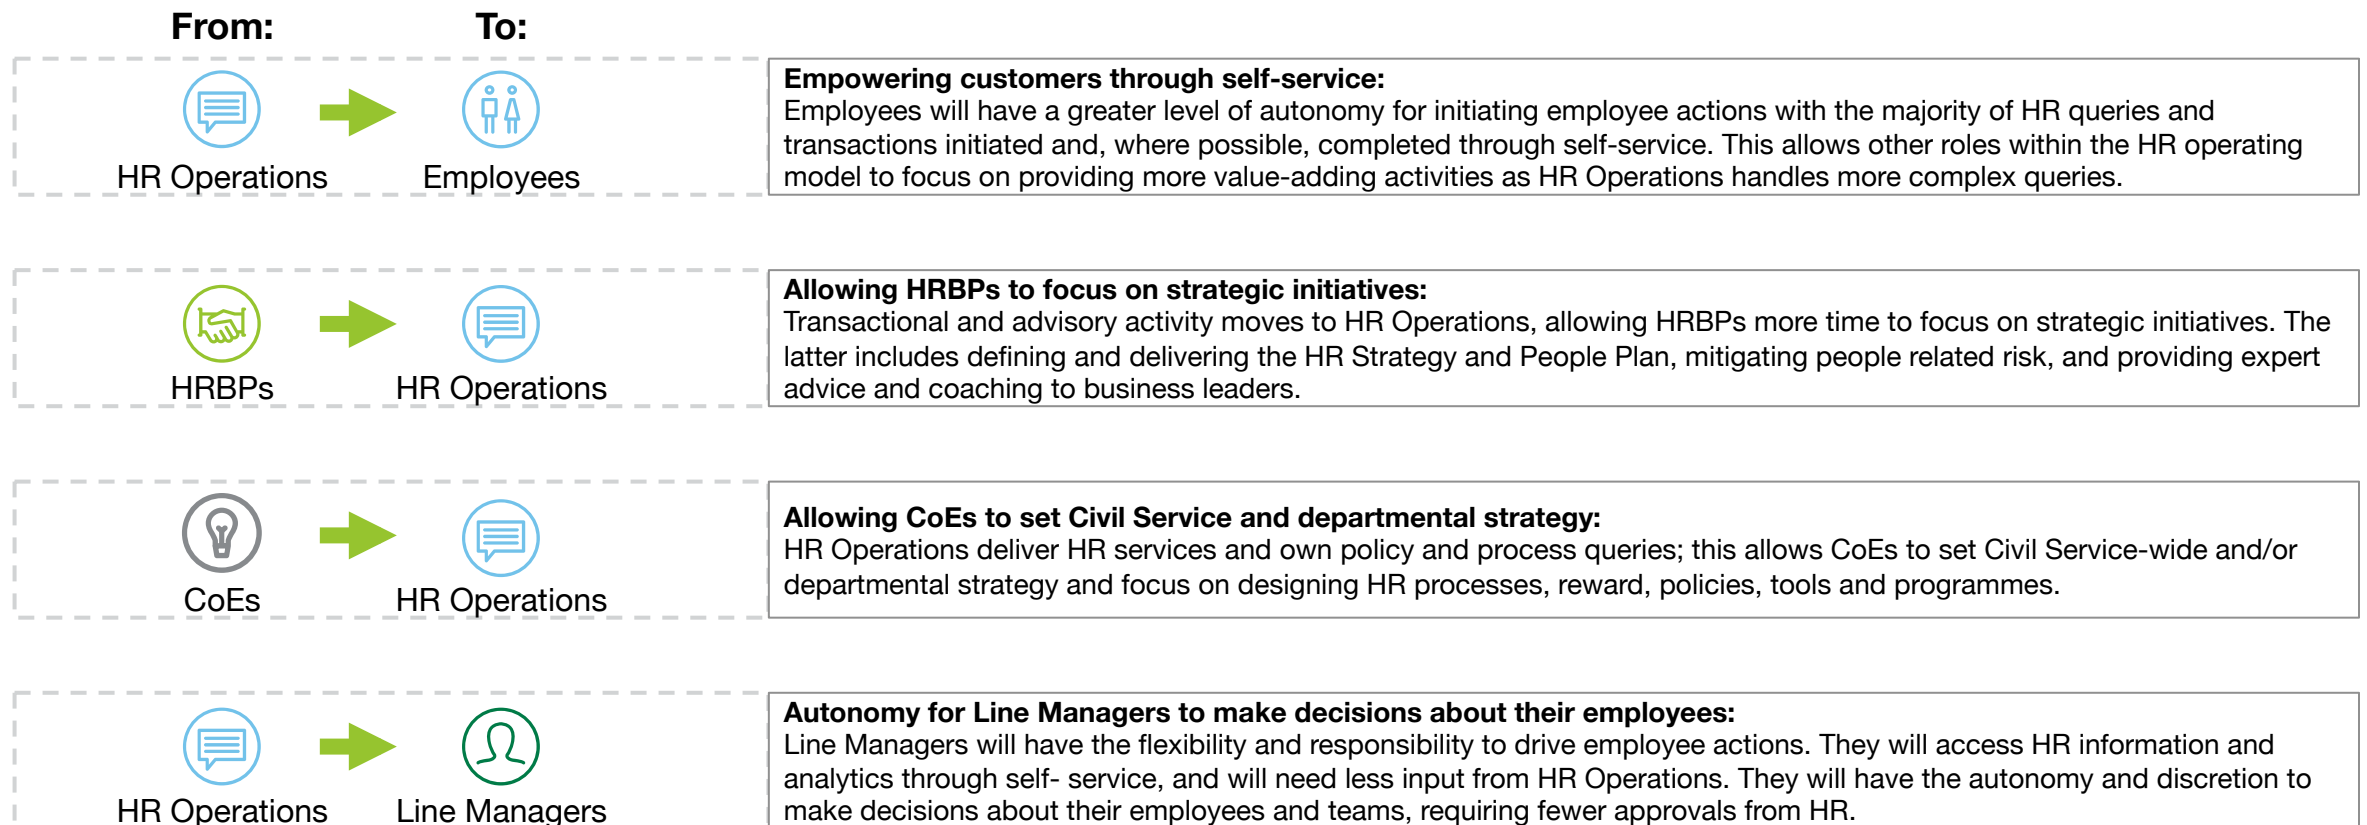 From: To:
HR Operations Employees
Empowering customers through self-service:
Employees will have a greater level of autonomy for initiating employee actions with the majority of HR queries and
transactions initiated and, where possible, completed through self-service. This allows other roles within the HR operating
model to focus on providing more value-adding activities as HR Operations handles more complex queries.
HRBPs HR Operations
Allowing HRBPs to focus on strategic initiatives:
Transactional and advisory activity moves to HR Operations, allowing HRBPs more time to focus on strategic initiatives. The
latter includes defining and delivering the HR Strategy and People Plan, mitigating people related risk, and providing expert
advice and coaching to business leaders.
CoEs HR Operations
Allowing CoEs to set Civil Service and departmental strategy:
HR Operations deliver HR services and own policy and process queries; this allows CoEs to set Civil Service-wide and/or
departmental strategy and focus on designing HR processes, reward, policies, tools and programmes.
HR Operations Line Managers
Autonomy for Line Managers to make decisions about their employees:
Line Managers will have the flexibility and responsibility to drive employee actions. They will access HR information and
analytics through self- service, and will need less input from HR Operations. They will have the autonomy and discretion to
make decisions about their employees and teams, requiring fewer approvals from HR.